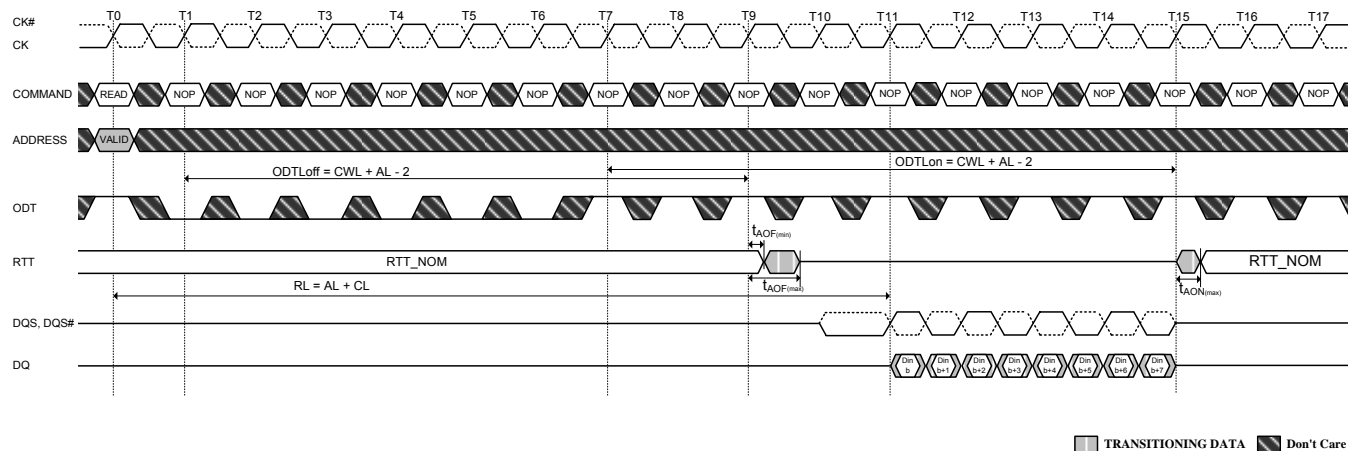 CK# T0 T1 T2 T3 T4 T5 T6 T7 T8 T9 T10 T11 T12 T13 T14 T15 T16 T17
CK
COMMAND READ NOP NOP NOP NOP NOP NOP NOP NOP NOP NOP NOP NOP NOP NOP NOP NOP NOP
ADDRESS VALID
ODTLoff = CWL + AL - 2 ODTLon = CWL + AL - 2
ODT
tAOF(min)
RTT RTT_NOM RTT_NOM
tAOF(max) tAON(max)
RL = AL + CL
DQS, DQS#
DQ Din b Din b+1 Din b+2 Din b+3 Din b+4 Din b+5 Din b+6 Din b+7
TRANSITIONING DATA Don't Care